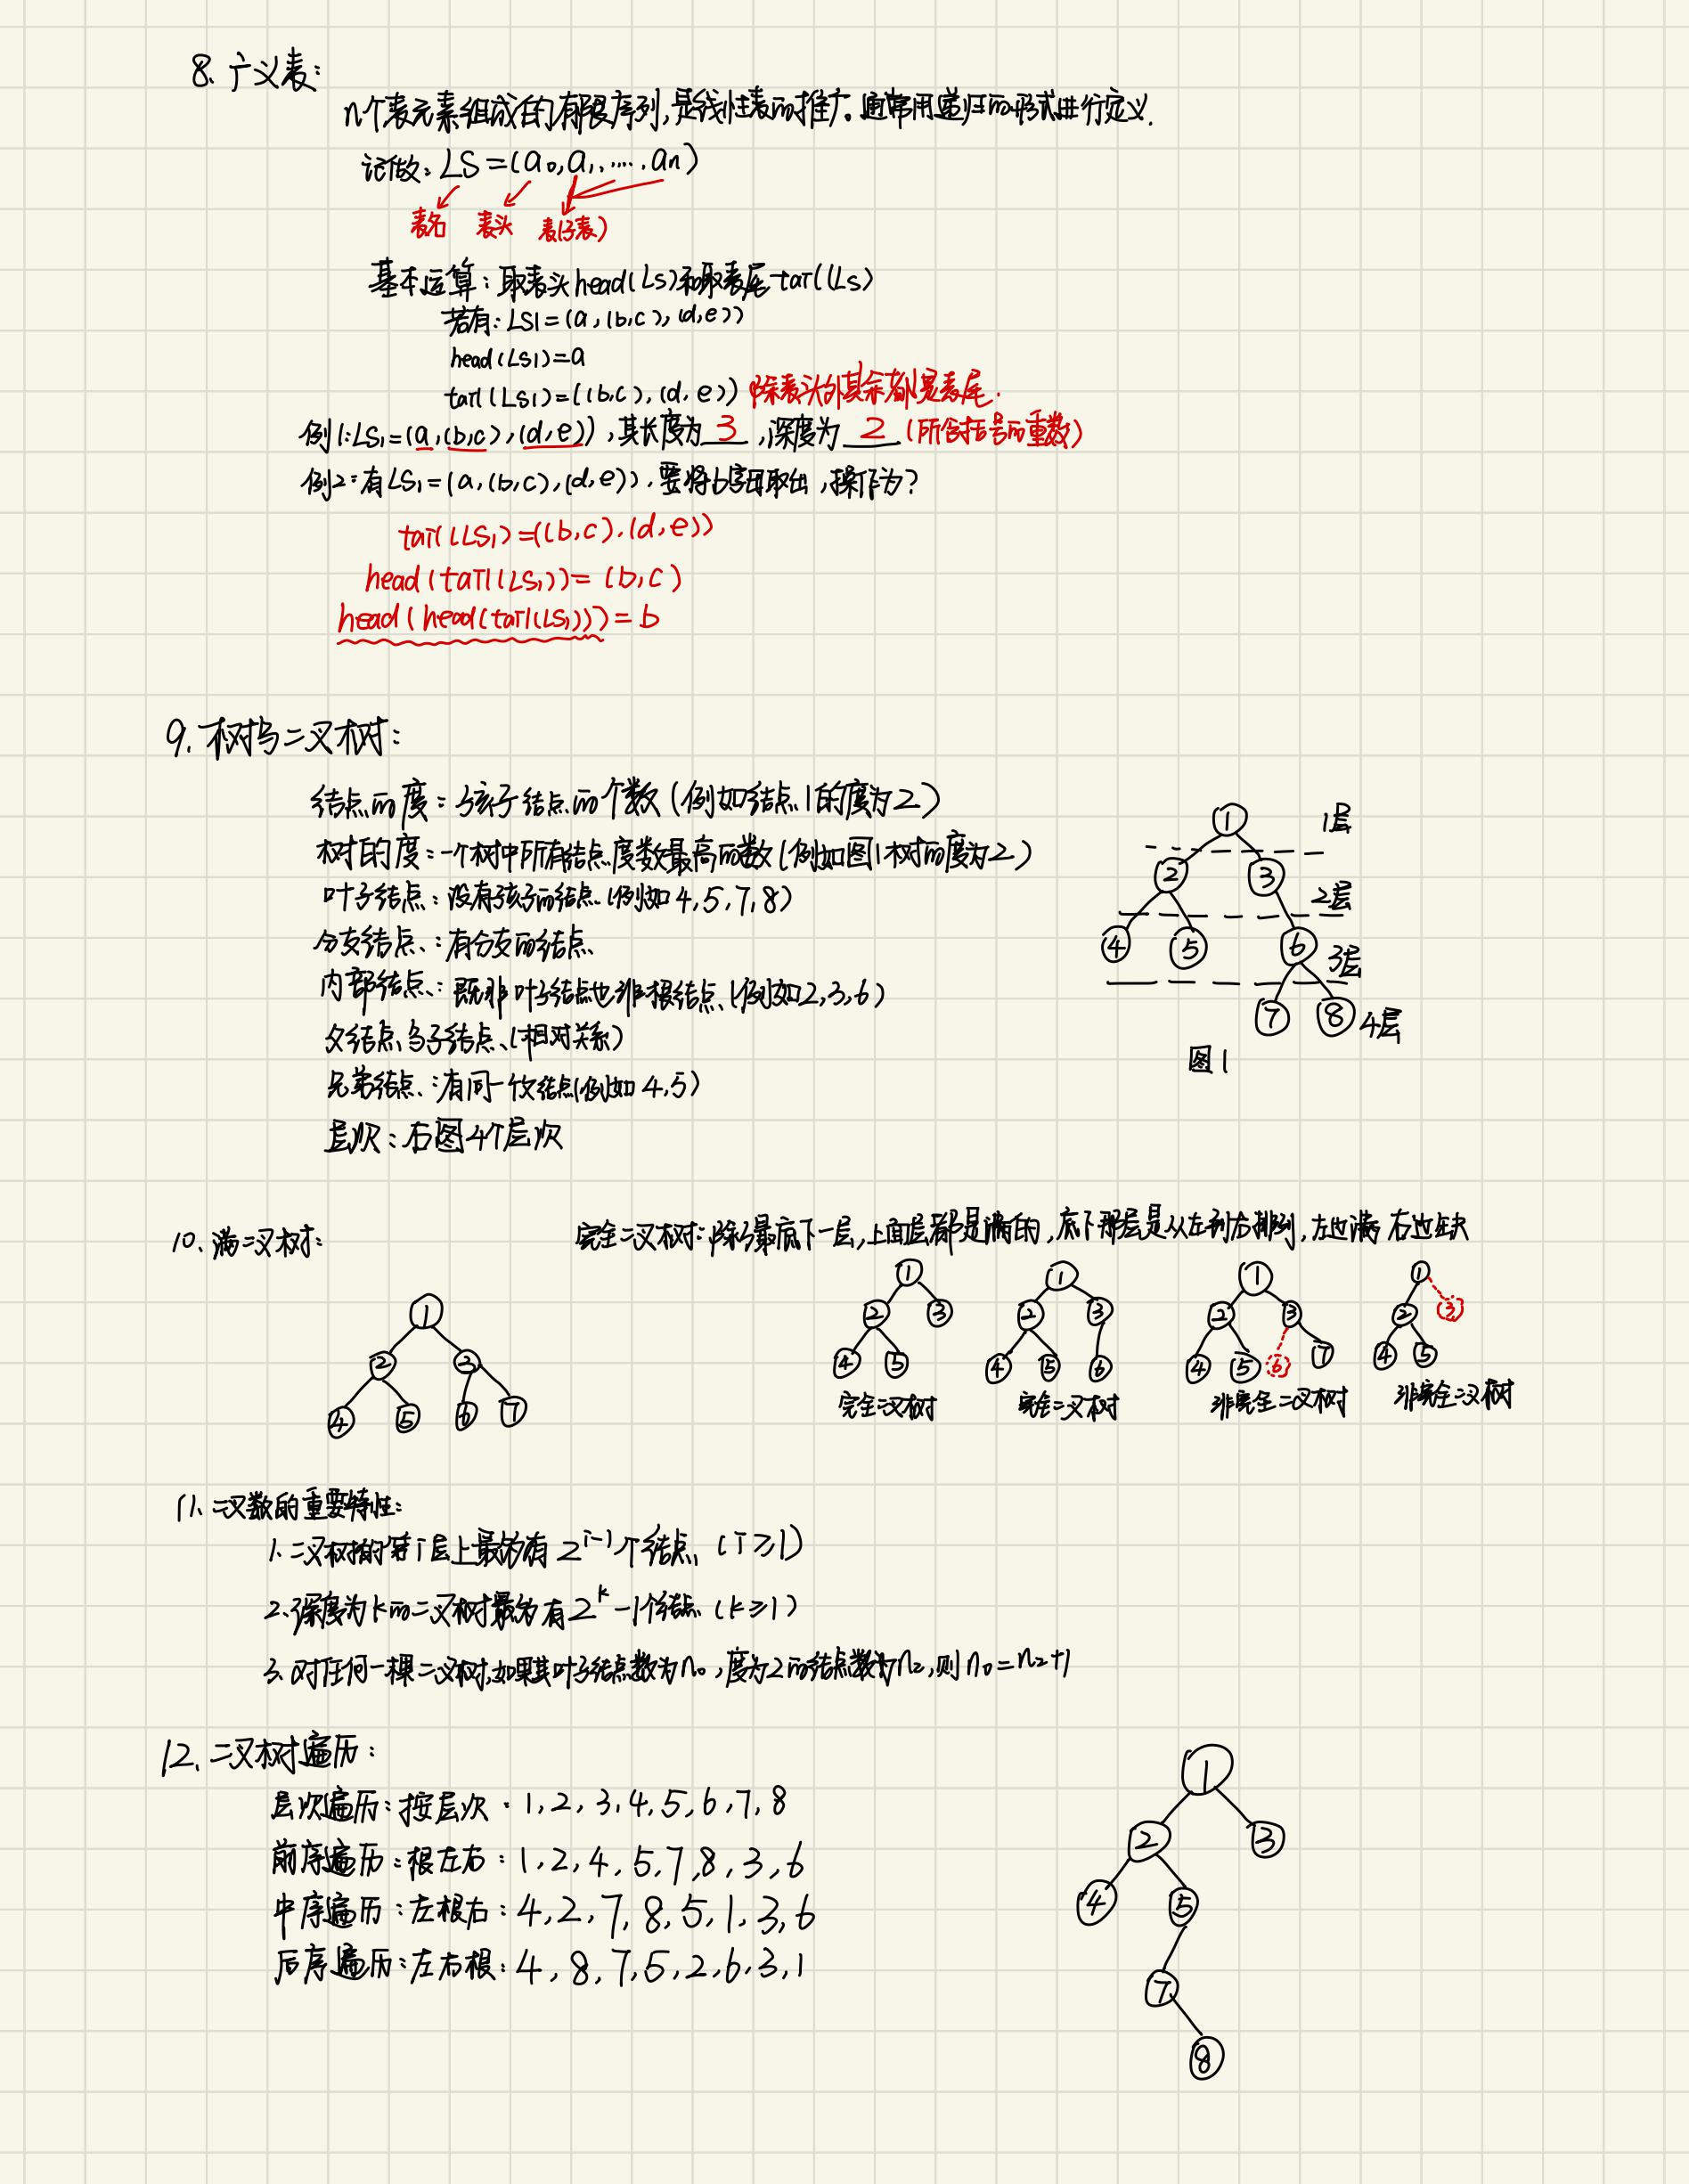 8. 广义表:
n个表元素组成的有限序列,是线性表的推广。通常用递归的形式进行定义.
记做: LS=(a0,a1,....,an)
表名 表头 表(子表)
基本运算: 取表头head(Ls)和取表尾tail(Ls)
若有: LS1=(a,(b,c),(d,e))
head(LS1)=a
tail(LS1)=((b,c),(d,e)) 除表头外其余都是表尾.
例1:LS1=(a,(b,c),(d,e)),其长度为 3 ,深度为 2 (所含括号的重数)
例2:有LS1=(a,(b,c),(d,e)).要将b字母取出,操作为?
tail(LS1)=((b,c),(d,e))
head(tail(LS1))=(b,c)
head(head(tail(LS1)))=b
9. 树与二叉树:
结点的度: 孩子结点的个数(例如结点1的度为2)
树的度:一个树中所有结点度数最高的数(例如图1树的度为2)
叶子结点: 没有孩子的结点(例如4,5,7,8)
分支结点: 有分支的结点
内部结点: 既非叶子结点也非根结点(例如2,3,6)
父结点与子结点(相对关系)
兄弟结点:有同一个父结点(例如4,5)
层次:右图4个层次
1 1层
2 3 2层
4 5 6 3层
7 8 4层
图1
10. 满二叉树:
1
2 3
4 5 6 7
完全二叉树:除了最底下一层,上面层都是满的,底下那层是从左到右排列,左边满 右边缺
1 1 1 1
2 3 2 3 2 3 2 3
4 5 4 5 6 4 5 6 7 4 5
完全二叉树 完全二叉树 非完全二叉树 非完全二叉树
11. 二叉数的重要特性:
1. 二叉树的第i层上最多有2^(i-1)个结点 (i≥1)
2. 深度为k的二叉树最多有2^k-1个结点 (k≥1)
3. 对任何一棵二叉树,如果其叶子结点数为n0,度为2的结点数为n2,则n0=n2+1
12. 二叉树遍历:
层次遍历:按层次:1,2,3,4,5,6,7,8
前序遍历:根左右:1,2,4,5,7,8,3,6
中序遍历:左根右:4,2,7,8,5,1,3,6
后序遍历:左右根:4,8,7,5,2,6,3,1
1
2 3
4 5
7
8